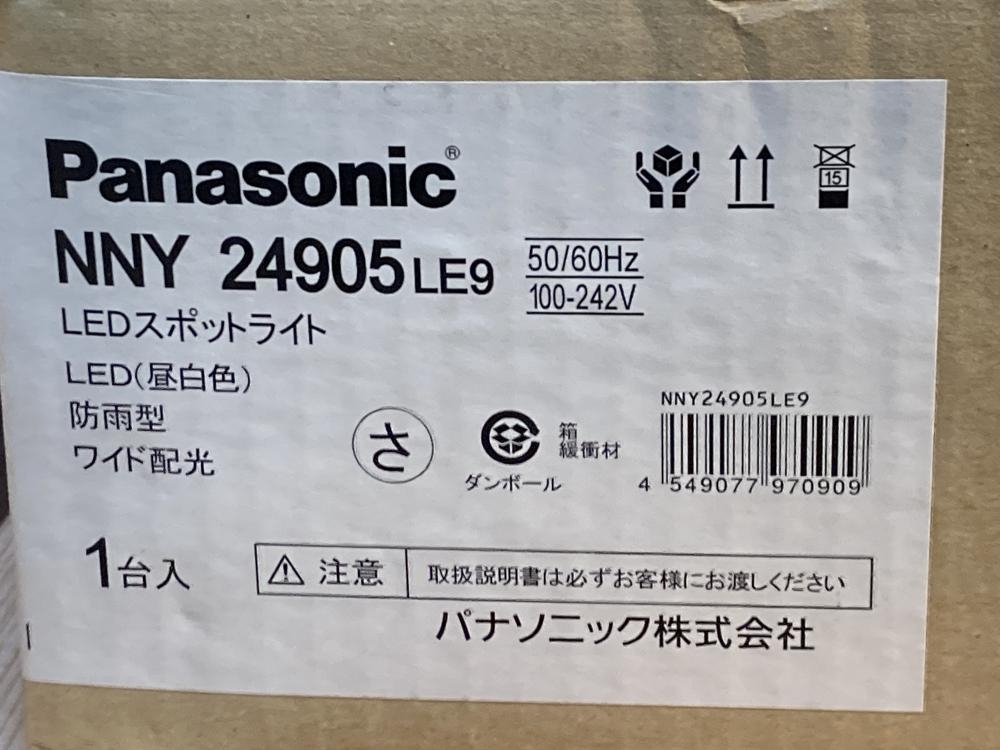 Panasonic®
15
NNY 24905 LE9
50/60Hz
100-242V
LEDスポットライト
LED(昼白色)
防雨型
ワイド配光
さ
ダンボール
箱
緩衝材
NNY24905LE9
4 549077 970909
1台入
注意
取扱説明書は必ずお客様にお渡しください
パナソニック株式会社